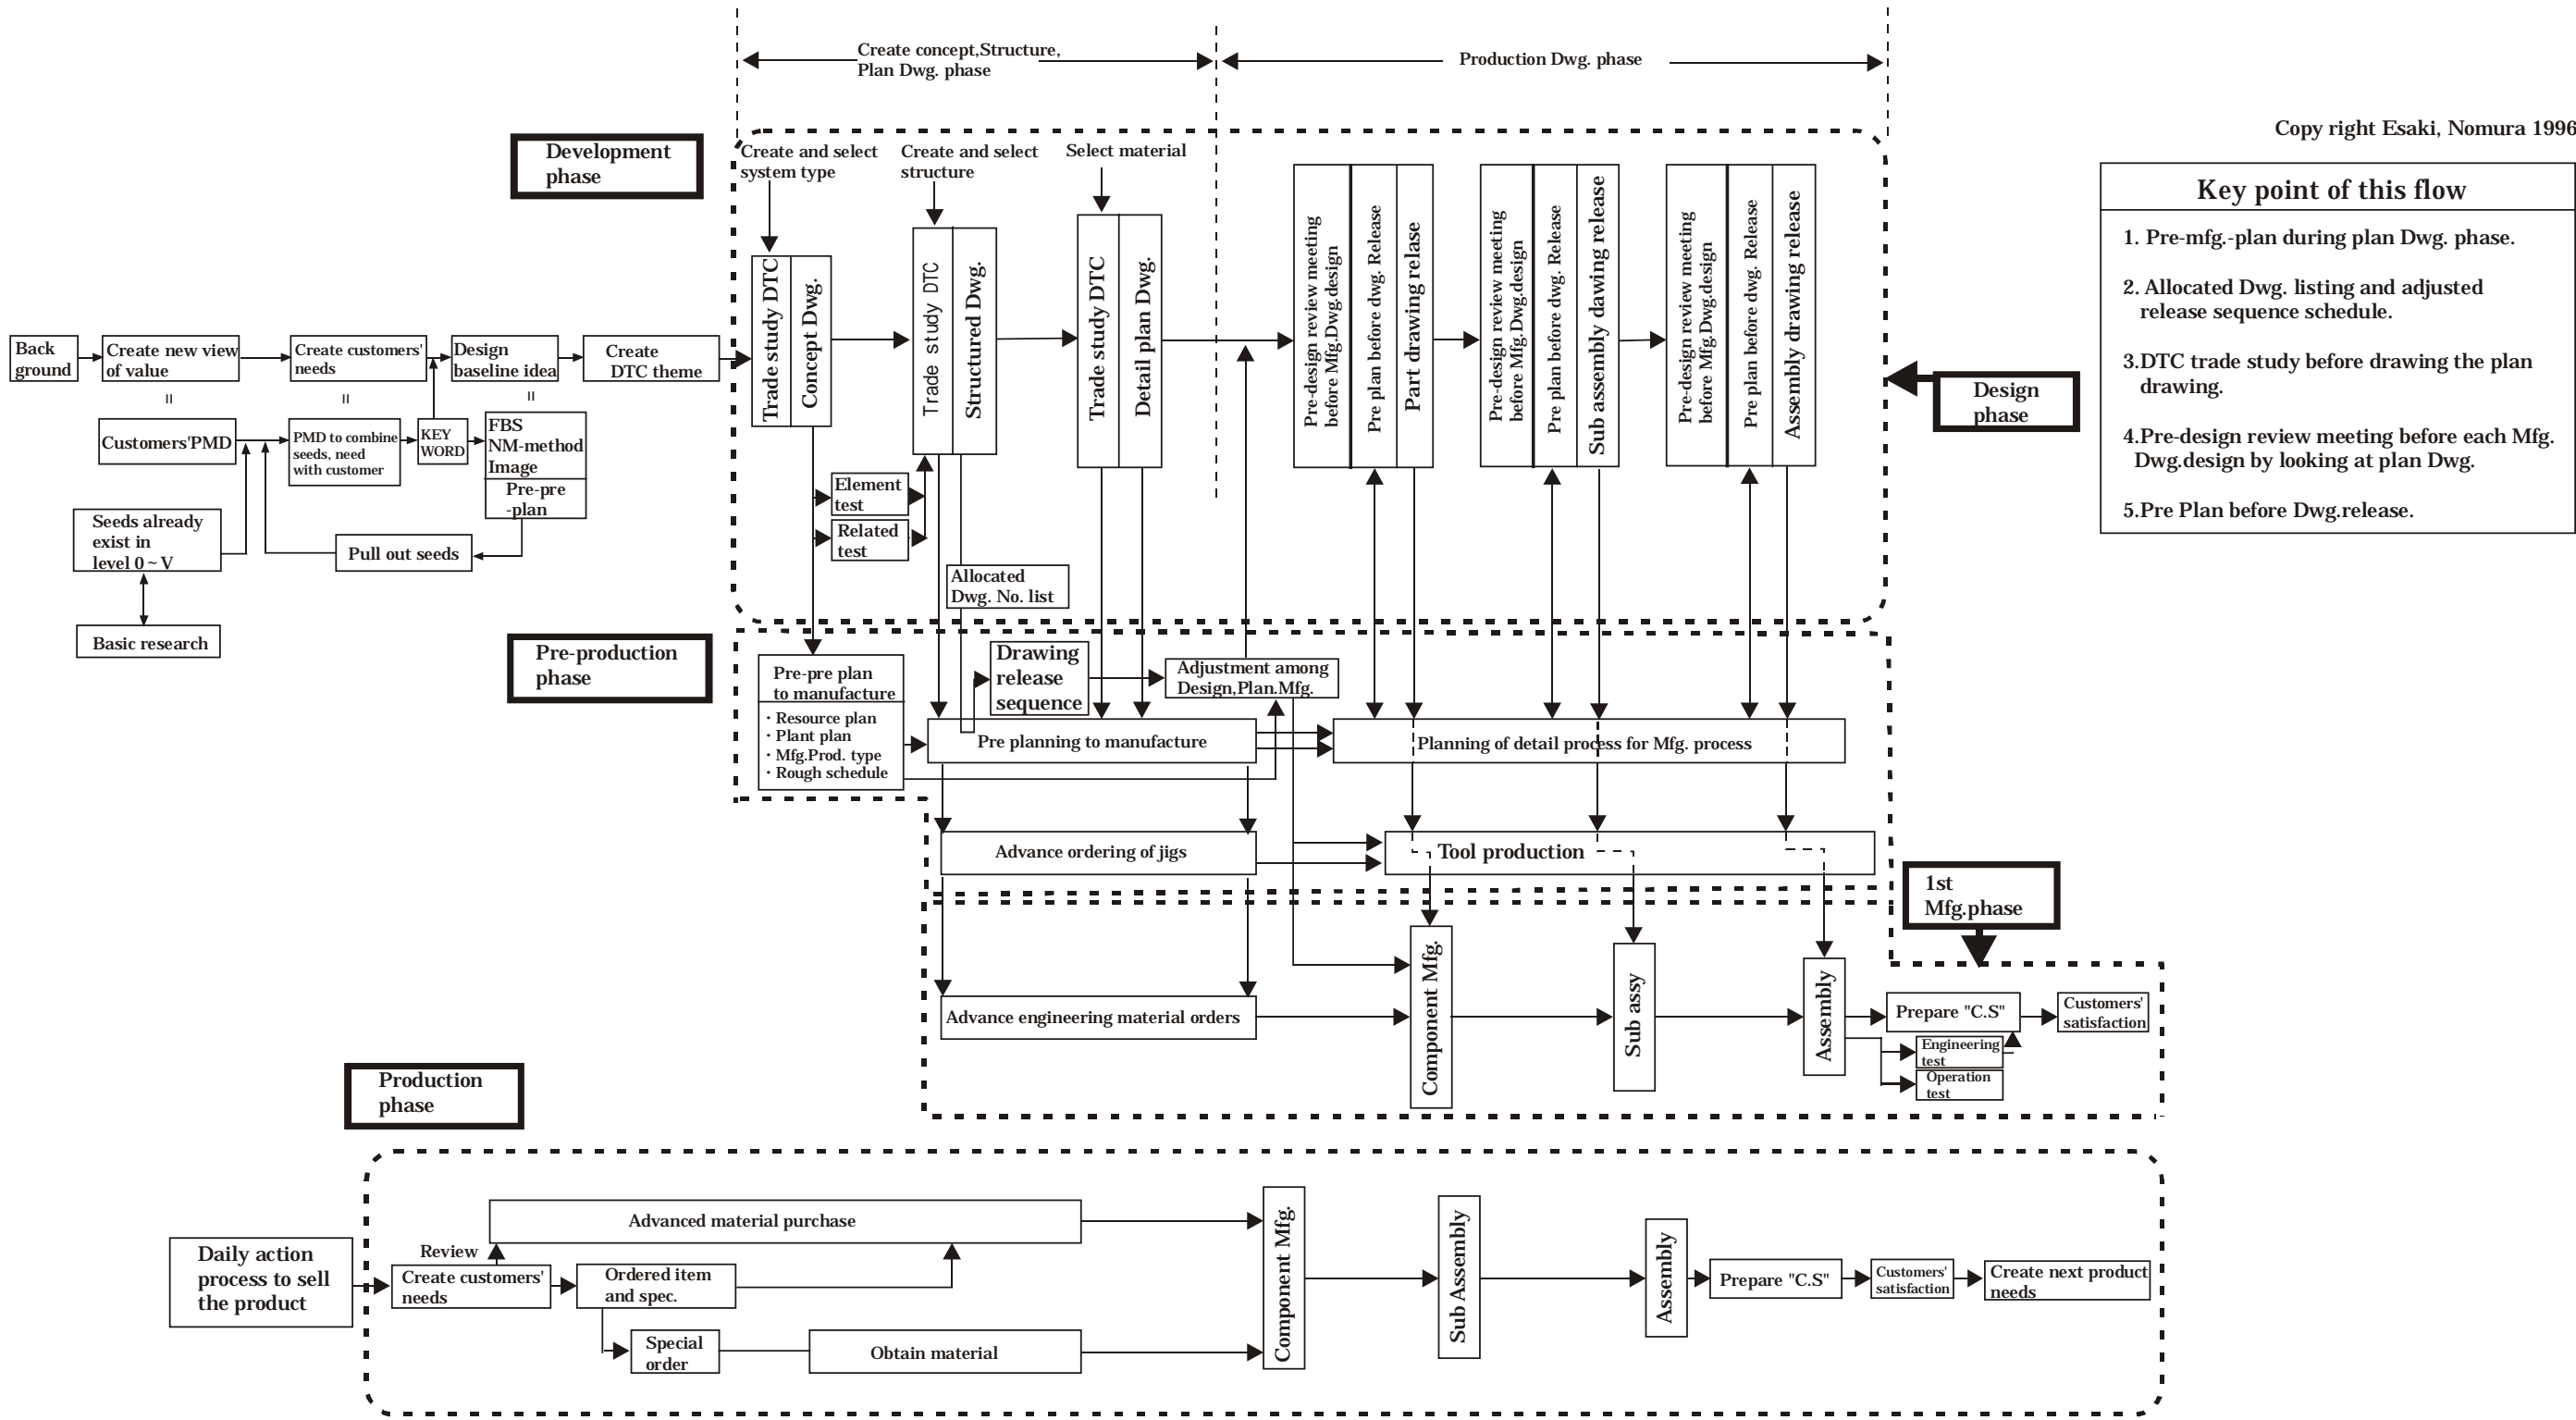 Create concept,Structure,
Plan Dwg. phase
Production Dwg. phase
Copy right Esaki, Nomura 1996
Development
phase
Create and select
system type
Create and select
structure
Select material
Trade study DTC
Concept Dwg.
Trade study DTC
Structured Dwg.
Trade study DTC
Detail plan Dwg.
Pre-design review meeting
before Mfg.Dwg.design
Pre plan before dwg. Release
Part drawing relase
Pre-design review meeting
before Mfg.Dwg.design
Pre plan before dwg. Release
Sub assembly dawing release
Pre-design review meeting
before Mfg.Dwg.design
Pre plan before dwg. Release
Assembly drawing release
Key point of this flow
1. Pre-mfg.-plan during plan Dwg. phase.
2. Allocated Dwg. listing and adjusted
release sequence schedule.
3.DTC trade study before drawing the plan
drawing.
4.Pre-design review meeting before each Mfg.
Dwg.design by looking at plan Dwg.
5.Pre Plan before Dwg.release.
Design
phase
Back
ground
Create new view
of value
Create customers'
needs
Design
baseline idea
Create
DTC theme
=
=
=
Customers'PMD
PMD to combine
seeds, need
with customer
KEY
WORD
FBS
NM-method
Image
Pre-pre
-plan
Seeds already
exist in
level 0 ~ V
Pull out seeds
Basic research
Element
test
Related
test
Allocated
Dwg. No. list
Pre-production
phase
Pre-pre plan
to manufacture
・Resource plan
・Plant plan
・Mfg.Prod. type
・Rough schedule
Drawing
release
sequence
Adjustment among
Design,Plan.Mfg.
Pre planning to manufacture
Planning of detail process for Mfg. process
Advance ordering of jigs
Tool production
1st
Mfg.phase
Advance engineering material orders
Component Mfg.
Sub assy
Assembly
Prepare "C.S"
Customers'
satisfaction
Engineering
test
Operation
test
Production
phase
Daily action
process to sell
the product
Advanced material purchase
Review
Create customers'
needs
Ordered item
and spec.
Special
order
Obtain material
Component Mfg.
Sub Assembly
Assembly
Prepare "C.S"
Customers'
satisfaction
Create next product
needs